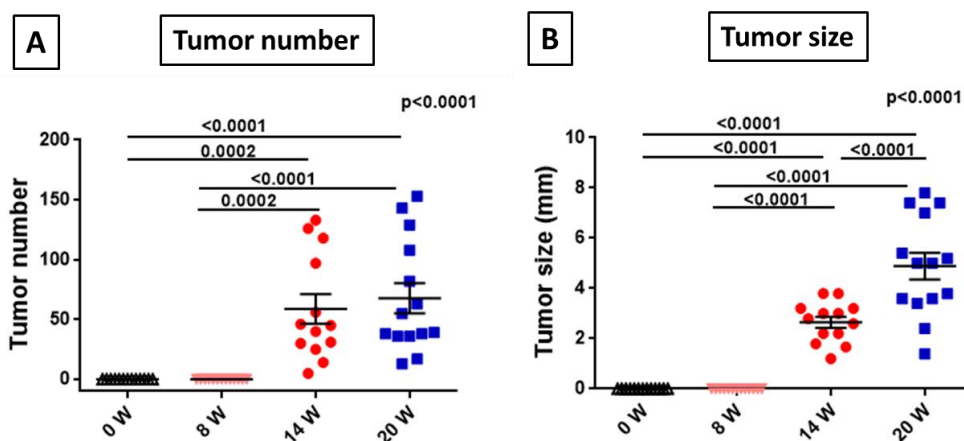 A
Tumor number
p<0.0001
<0.0001
0.0002
<0.0001
0.0002
Tumor number
200
150
100
50
0
0 W
8 W
14 W
20 W
B
Tumor size
p<0.0001
<0.0001
<0.0001
<0.0001
<0.0001
<0.0001
Tumor size (mm)
10
8
6
4
2
0
0 W
8 W
14 W
20 W